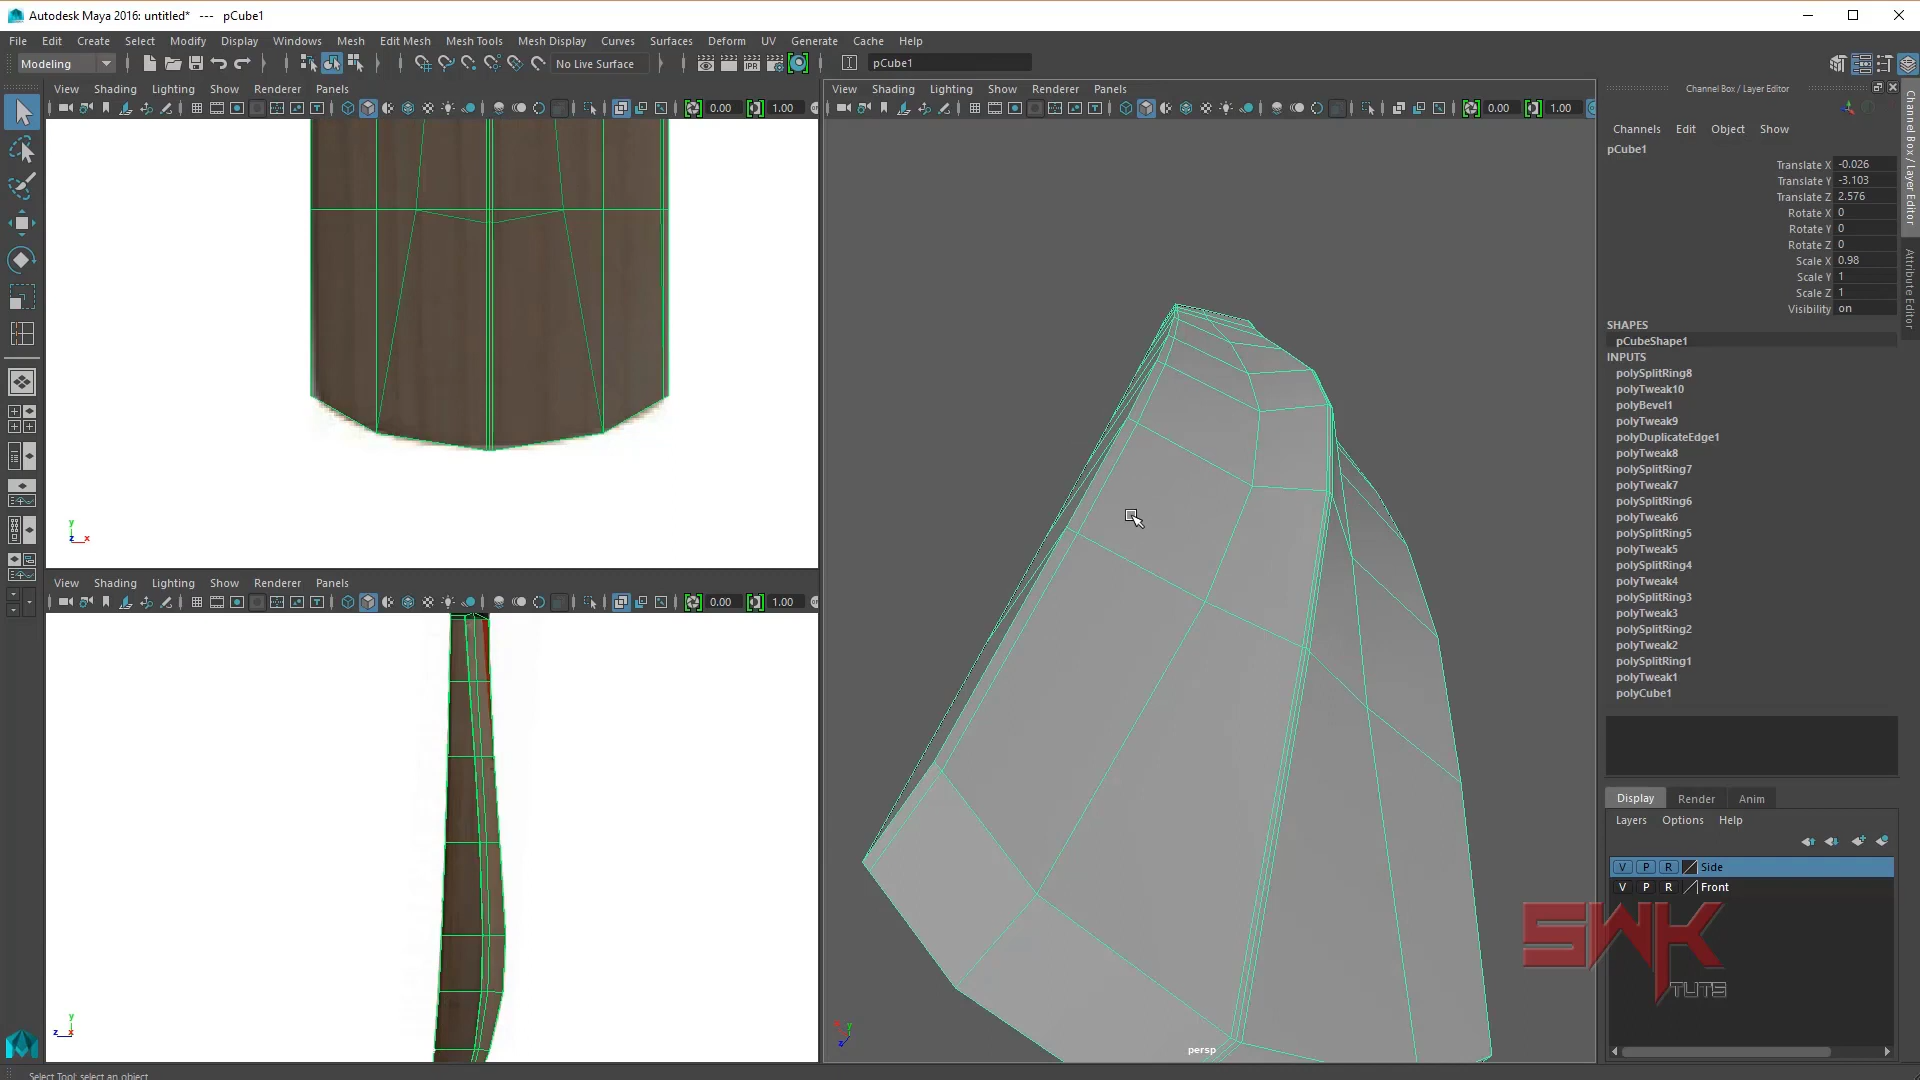 Autodesk Maya 2016: untitled*   ---   pCube1
File Edit Create Select Modify Display Windows Mesh Edit Mesh Mesh Tools Mesh Display Curves Surfaces Deform UV Generate Cache Help
Modeling No Live Surface pCube1
View Shading Lighting Show Renderer Panels
0.00 1.00
View Shading Lighting Show Renderer Panels
0.00 1.00
Channel Box / Layer Editor
Channels Edit Object Show
pCube1
Translate X -0.026
Translate Y -3.103
Translate Z 2.576
Rotate X 0
Rotate Y 0
Rotate Z 0
Scale X 0.98
Scale Y 1
Scale Z 1
Visibility on
SHAPES
pCubeShape1
INPUTS
polySplitRing8
polyTweak10
polyBevel1
polyTweak9
polyDuplicateEdge1
polyTweak8
polySplitRing7
polyTweak7
polySplitRing6
polyTweak6
polySplitRing5
polyTweak5
polySplitRing4
polyTweak4
polySplitRing3
polyTweak3
polySplitRing2
polyTweak2
polySplitRing1
polyTweak1
polyCube1
Channel Box / Layer Editor
Attribute Editor
y
z x
View Shading Lighting Show Renderer Panels
0.00 1.00
y
z x
persp
Display Render Anim
Layers Options Help
V P R Side
V P R Front
SWK
TUTS
Select Tool: select an object